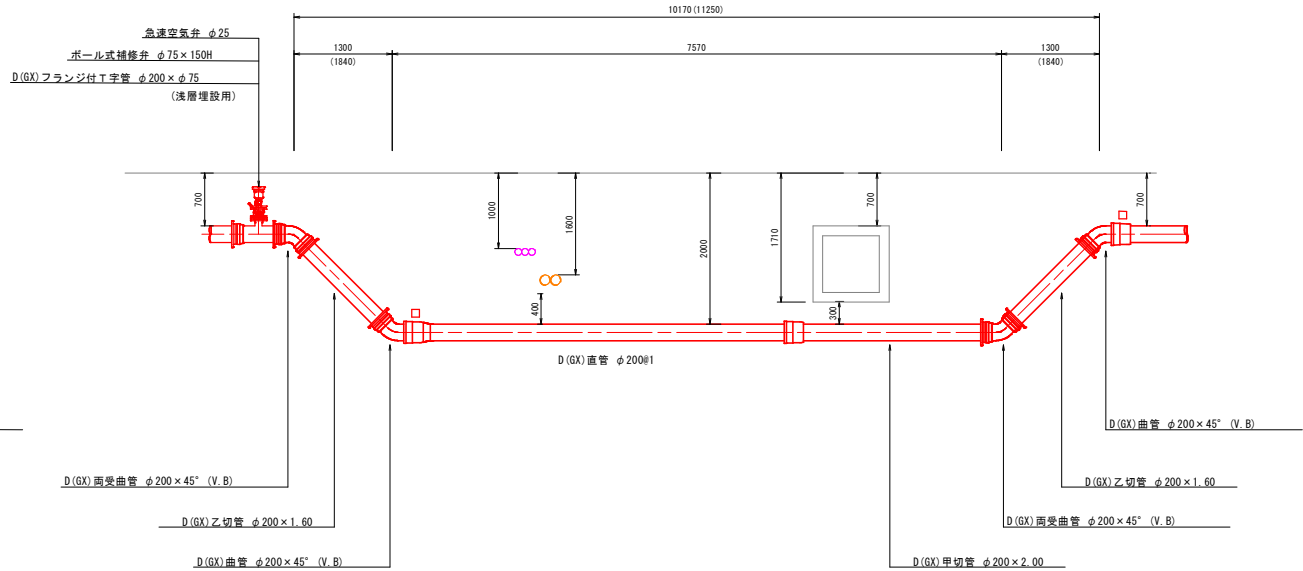 10170(11250)
急速空気弁 φ25
1300
7570
1300
ボール式補修弁 φ75×150H
(1840)
(1840)
D(GX)フランジ付T字管 φ200×φ75
(浅層埋設用)
700
1000
1600
2000
1710
700
700
400
300
D(GX)直管 φ200@1
D(GX)曲管 φ200×45° (V.B)
D(GX)両受曲管 φ200×45° (V.B)
D(GX)乙切管 φ200×1.60
D(GX)乙切管 φ200×1.60
D(GX)両受曲管 φ200×45° (V.B)
D(GX)曲管 φ200×45° (V.B)
D(GX)甲切管 φ200×2.00